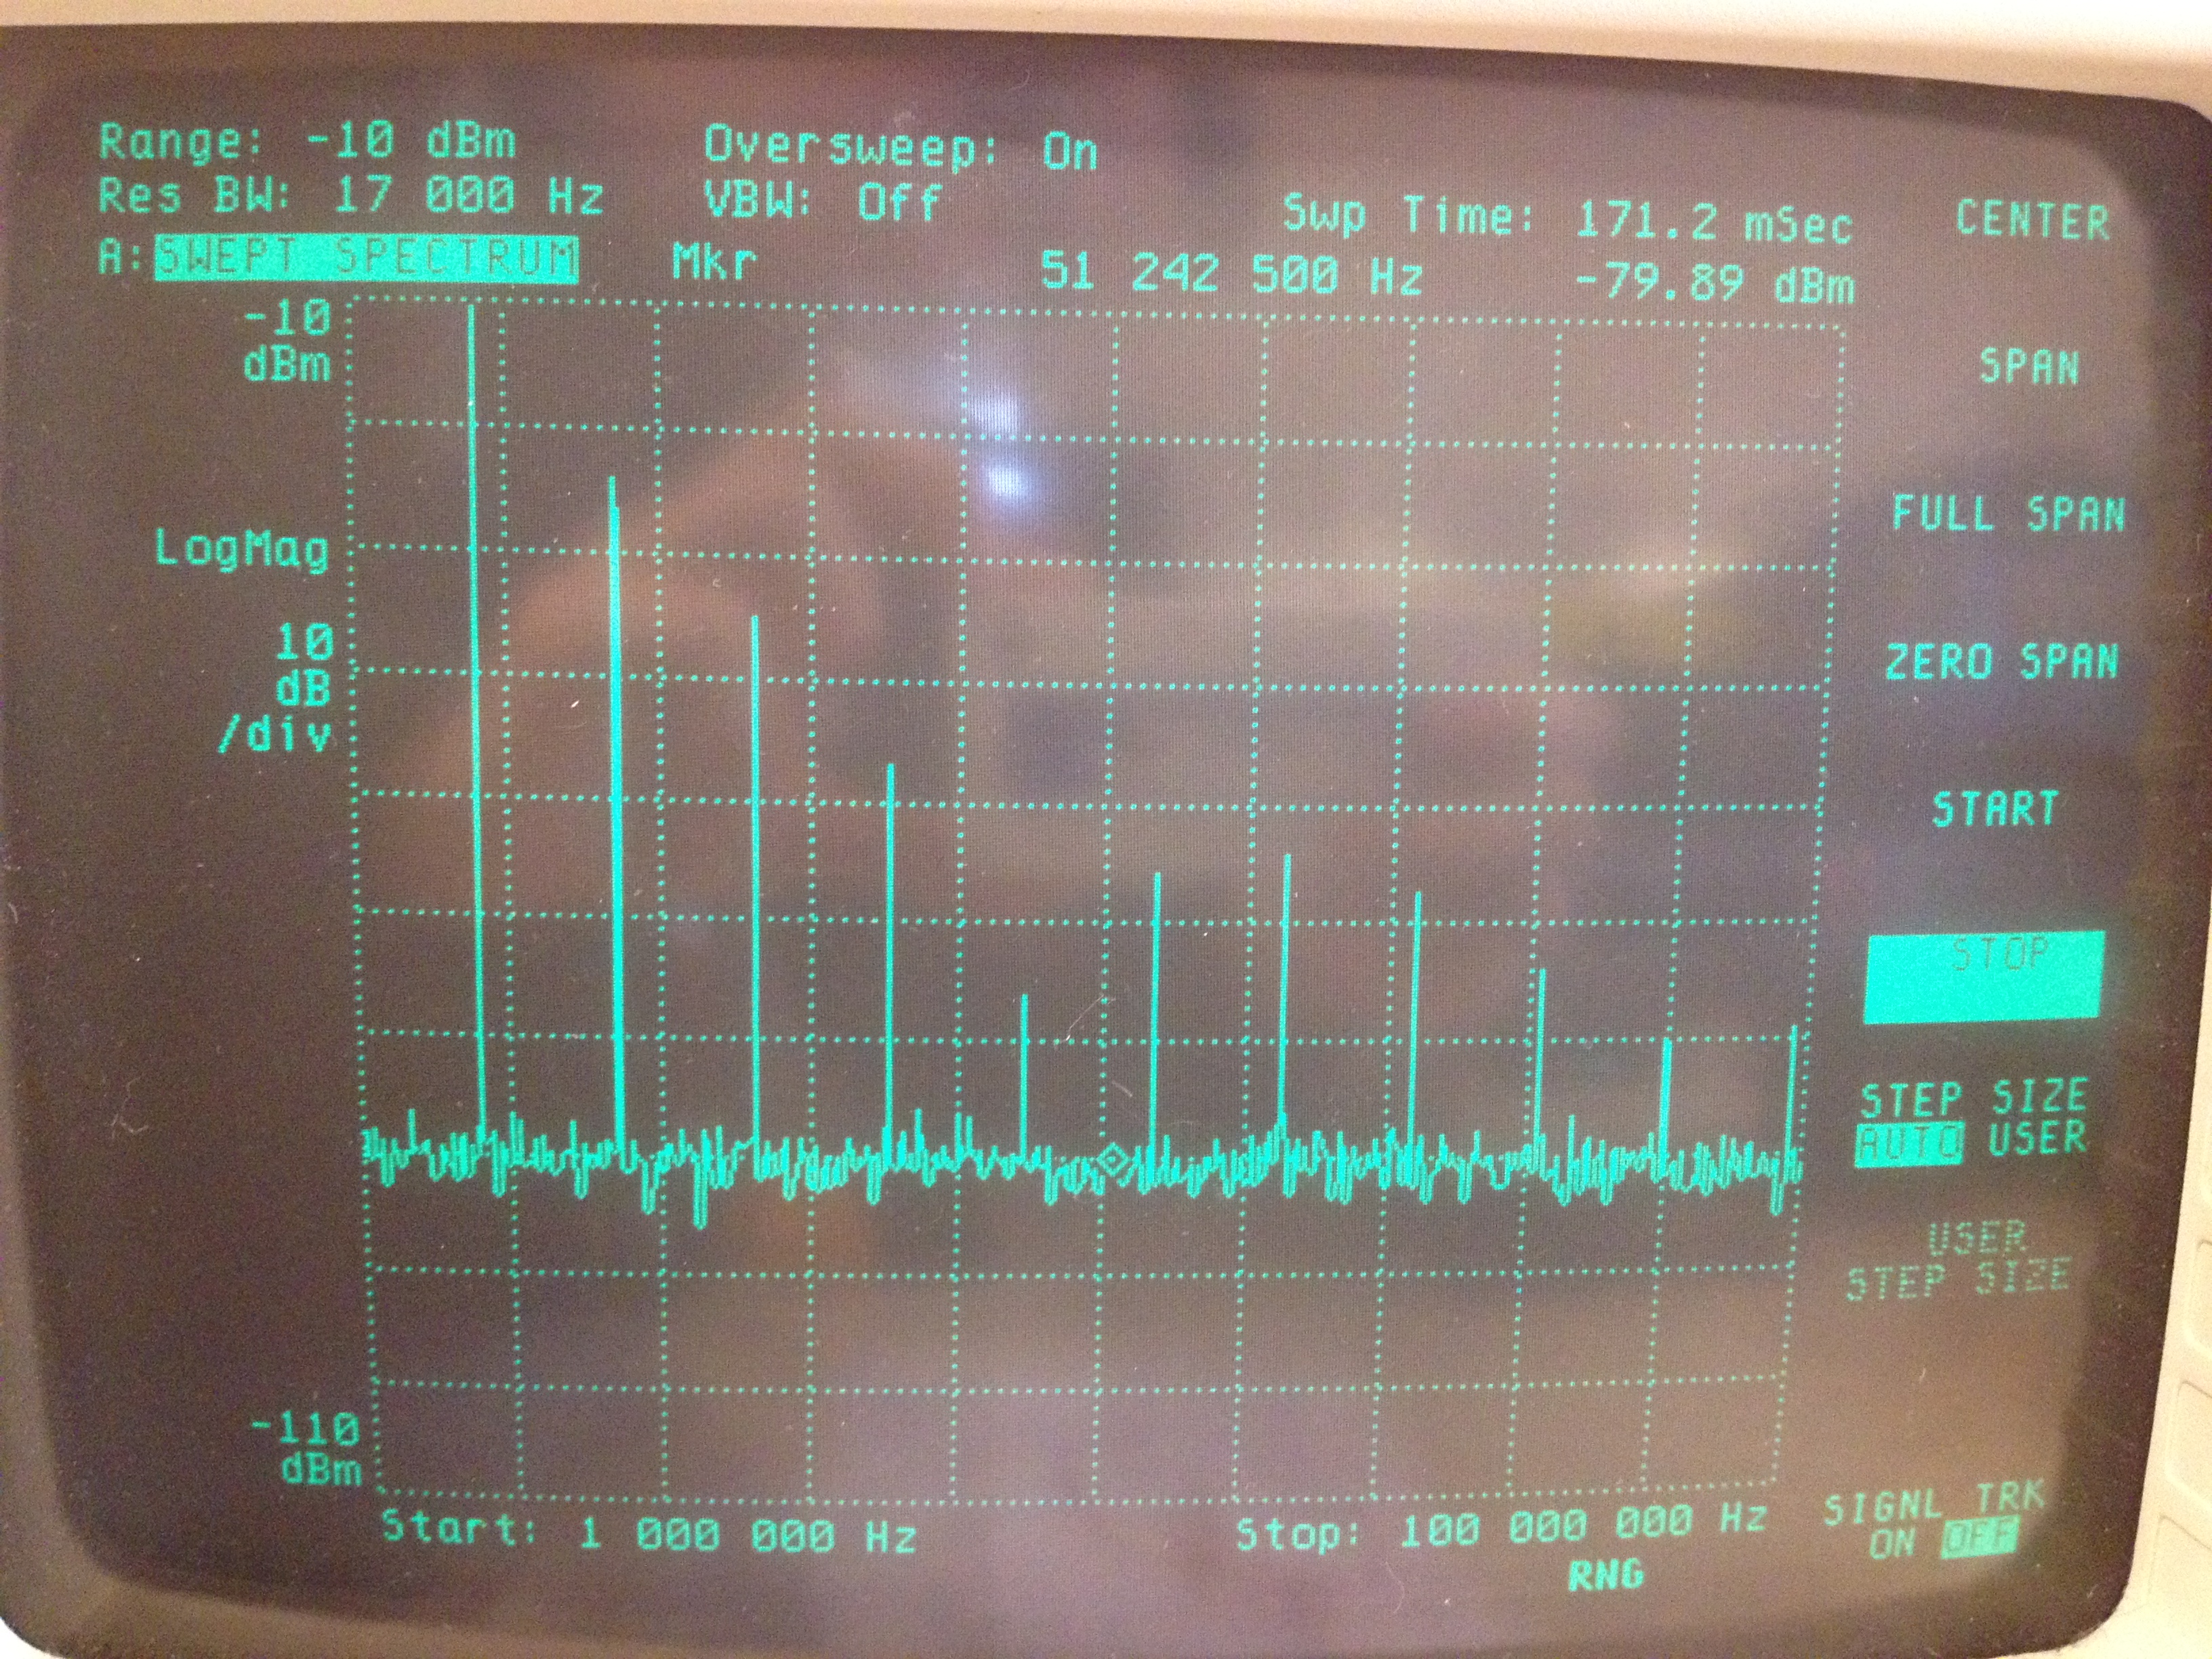 Range: -10 dBm Oversweep: On
Res BW: 17 000 Hz VBW: Off Swp Time: 171.2 mSec
A: SWEPT SPECTRUM Mkr 51 242 500 Hz -79.89 dBm
CENTER
-10
dBm
SPAN
LogMag
FULL SPAN
10
dB
/div
ZERO SPAN
START
STOP
STEP SIZE
AUTO USER
USER
STEP SIZE
-110
dBm
Start: 1 000 000 Hz Stop: 100 000 000 Hz
RNG
SIGNL TRK
ON OFF